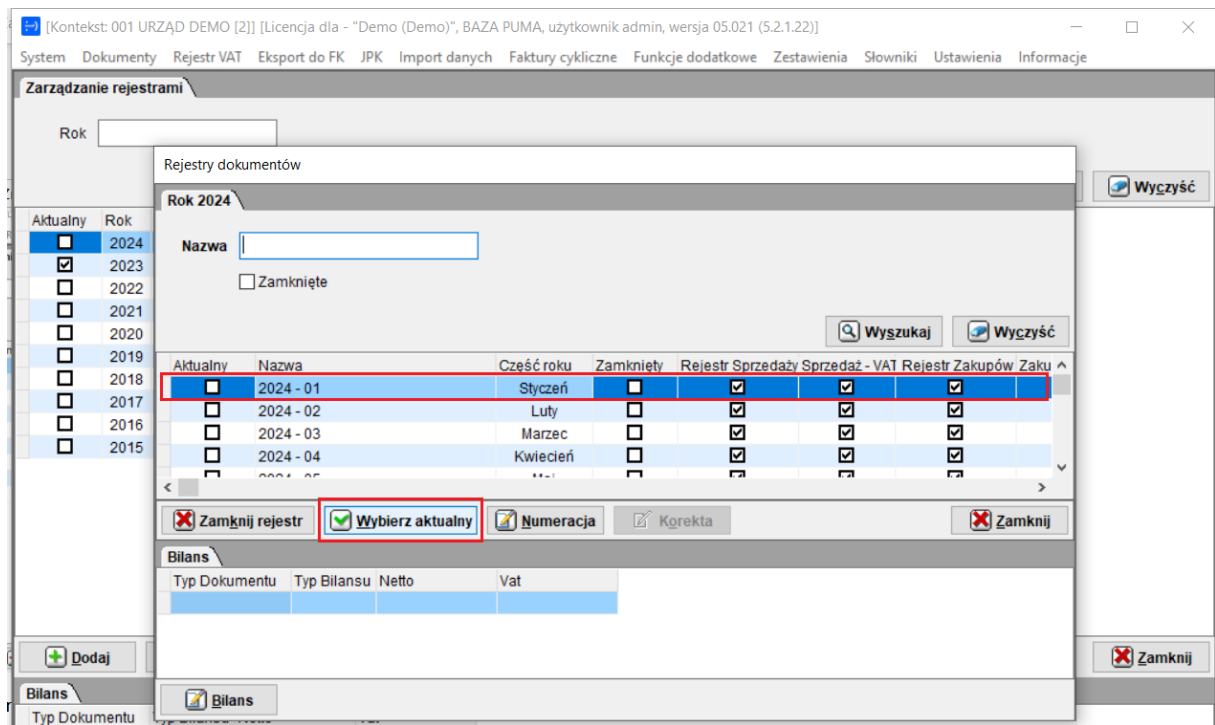 [Kontekst: 001 URZĄD DEMO [2]] [Licencja dla - "Demo (Demo)", BAZA PUMA, użytkownik admin, wersja 05.021 (5.2.1.22)]
System Dokumenty Rejestr VAT Eksport do FK JPK Import danych Faktury cykliczne Funkcje dodatkowe Zestawienia Słowniki Ustawienia Informacje
Zarządzanie rejestrami
Rok
Wyczyść
Aktualny Rok
2024
2023
2022
2021
2020
2019
2018
2017
2016
2015
Rejestry dokumentów
Rok 2024
Nazwa
Zamknięte
Wyszukaj Wyczyść
Aktualny Nazwa Część roku Zamknięty Rejestr Sprzedaży Sprzedaż - VAT Rejestr Zakupów Zaku
2024 - 01 Styczeń
2024 - 02 Luty
2024 - 03 Marzec
2024 - 04 Kwiecień
Zamknij rejestr Wybierz aktualny Numeracja Korekta Zamknij
Bilans
Typ Dokumentu Typ Bilansu Netto Vat
Bilans
Dodaj Zamknij
Bilans
Typ Dokumentu